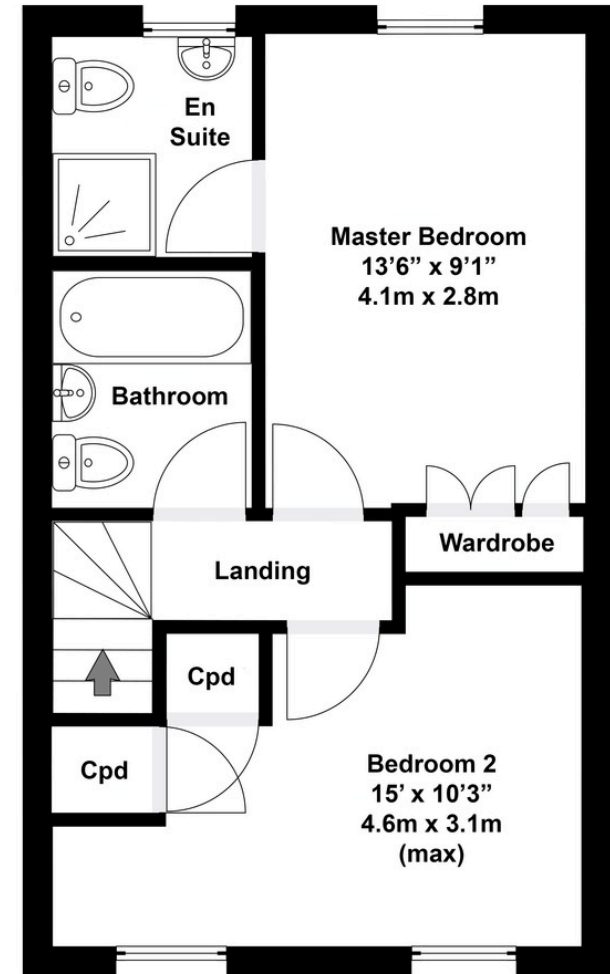 En
Suite
Master Bedroom
13’6” x 9’1”
4.1m x 2.8m
Bathroom
Wardrobe
Landing
Cpd
Cpd
Bedroom 2
15’ x 10’3”
4.6m x 3.1m
(max)